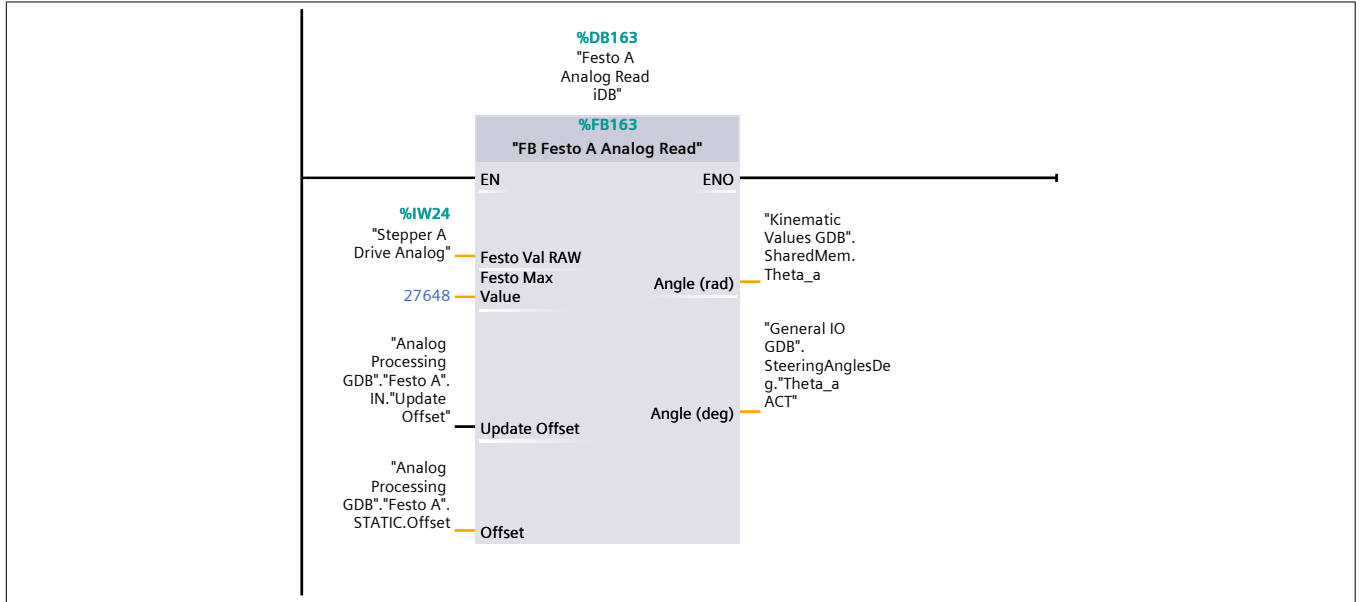 %DB163
"Festo A
Analog Read
iDB"
%FB163
"FB Festo A Analog Read"
EN
ENO
%IW24
"Stepper A
Drive Analog"
Festo Val RAW
27648
Festo Max
Value
"Analog
Processing
GDB"."Festo A".
IN."Update
Offset"
Update Offset
"Analog
Processing
GDB"."Festo A".
STATIC.Offset
Offset
Angle (rad)
"Kinematic
Values GDB".
SharedMem.
Theta_a
Angle (deg)
"General IO
GDB".
SteeringAnglesDe
g."Theta_a
ACT"